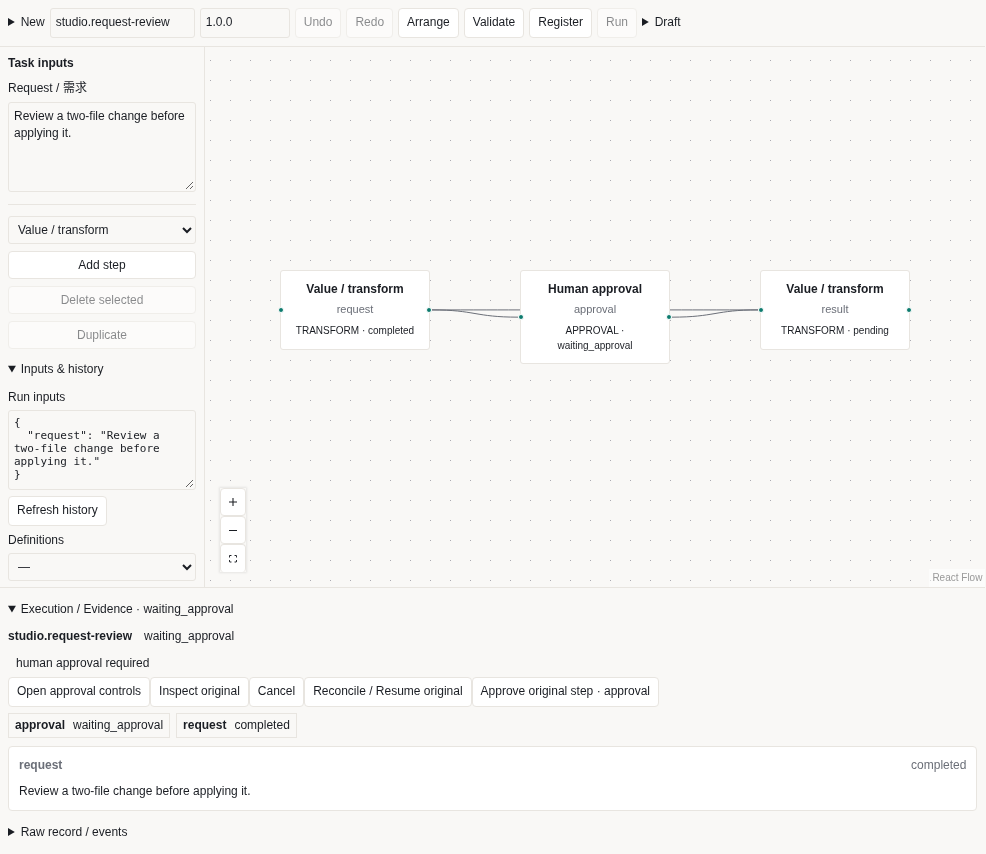 New
studio.request-review
1.0.0
Undo
Redo
Arrange
Validate
Register
Run
Draft
Task inputs
Request / 需求
Review a two-file change before
applying it.
Value / transform
Add step
Delete selected
Duplicate
Inputs & history
Run inputs
{
"request": "Review a
two-file change before
applying it."
}
Refresh history
Definitions
—
Value / transform
request
TRANSFORM · completed
Human approval
approval
APPROVAL ·
waiting_approval
Value / transform
result
TRANSFORM · pending
React Flow
Execution / Evidence · waiting_approval
studio.request-review waiting_approval
human approval required
Open approval controls
Inspect original
Cancel
Reconcile / Resume original
Approve original step · approval
approval waiting_approval
request completed
request
completed
Review a two-file change before applying it.
Raw record / events